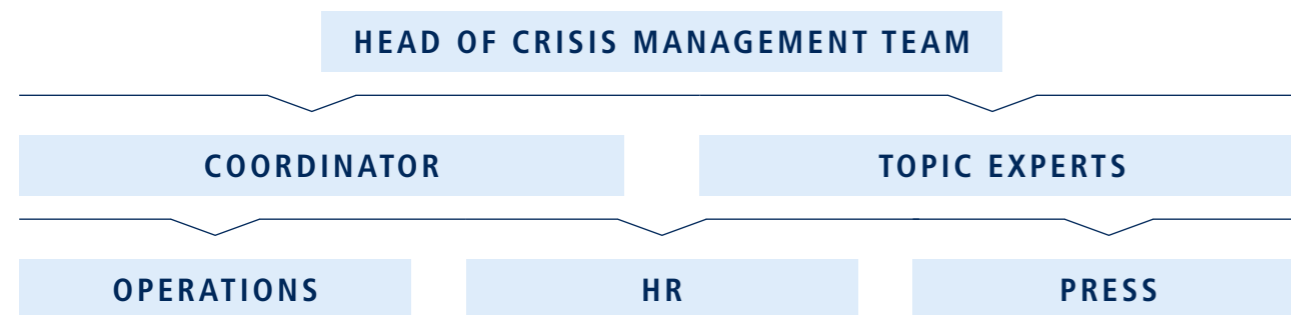 HEAD OF CRISIS MANAGEMENT TEAM
COORDINATOR
TOPIC EXPERTS
OPERATIONS
HR
PRESS